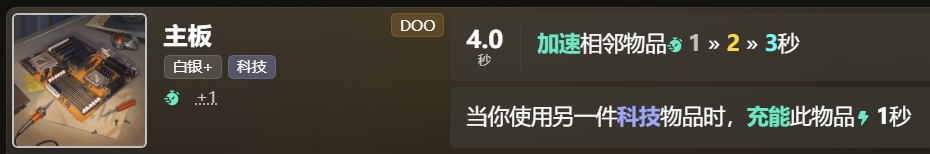 主板
DOO
白银+
科技
+1
4.0
秒
加速相邻物品 1 » 2 » 3秒
当你使用另一件科技物品时，充能此物品 1秒